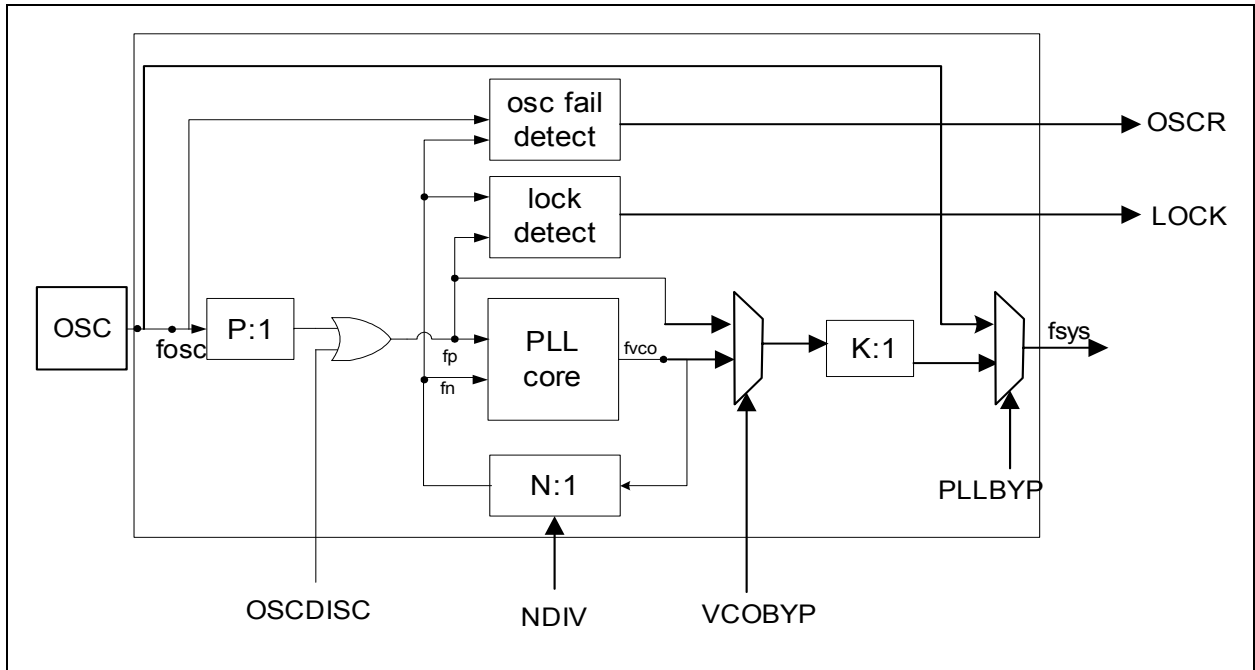 osc fail
detect
OSCR
lock
detect
LOCK
OSC
fosc
P:1
fp
fn
PLL
core
fvco
K:1
fsys
N:1
PLLBYP
OSCDISC
NDIV
VCOBYP